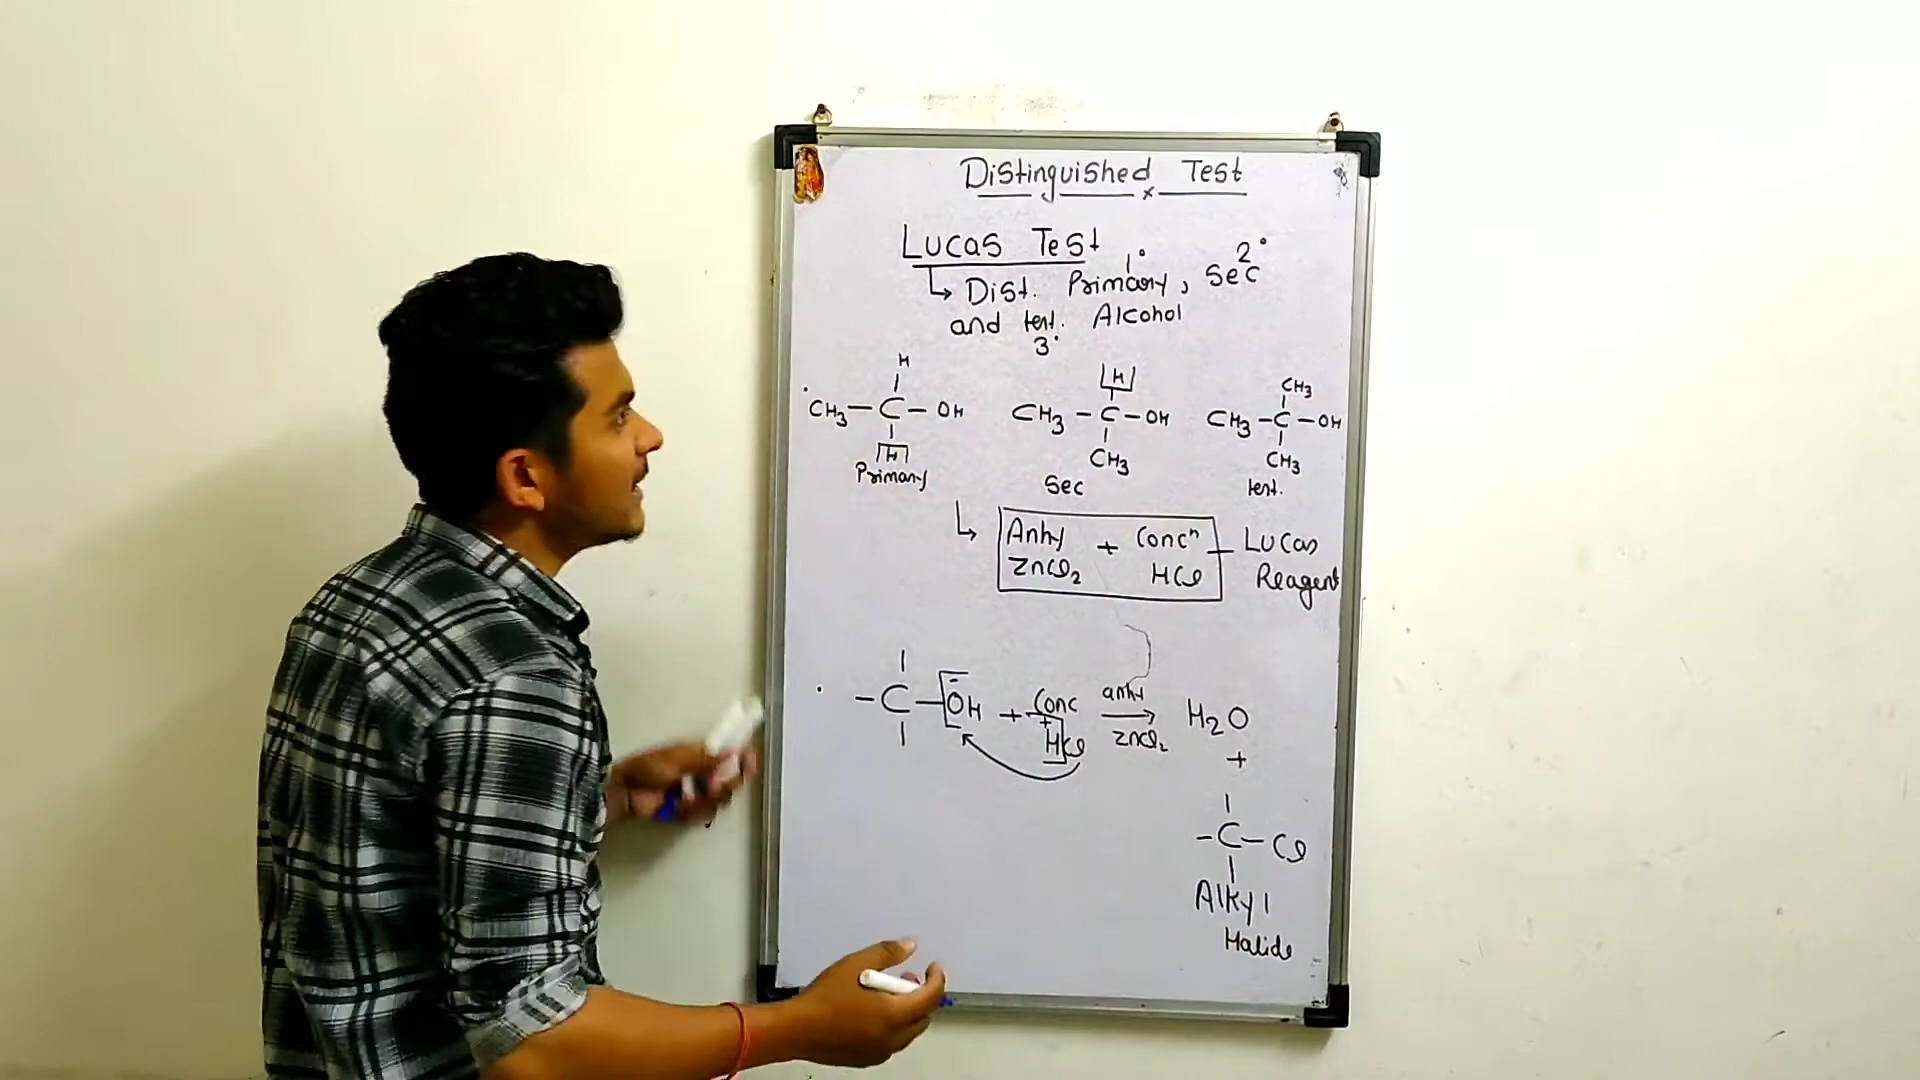 Distinguished Test
Lucas Test
1° 2°
↳ Dist. Primary, Sec
and tert. Alcohol
3°
H
CH3 — C — OH
H
Primary
H
CH3 — C — OH
CH3
Sec
CH3
CH3 — C — OH
CH3
tert.
↳ Anhy ZnCl2 + Concn HCl — Lucas Reagent
— C — OH + Conc HCl anhy → ZnCl2 H2O
+
— C — Cl
Alkyl
Halide